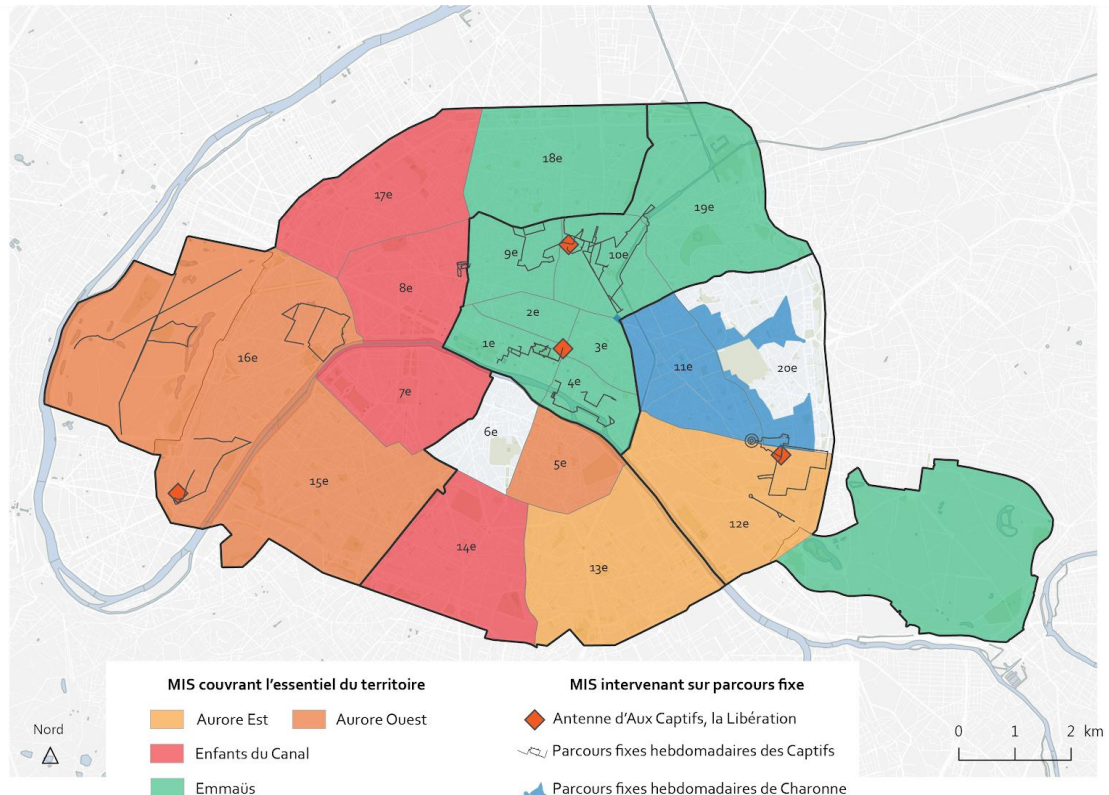 18e
17e
19e
9e
10e
8e
2e
16e
1e
3e
11e
20e
4e
7e
6e
5e
15e
12e
14e
13e
MIS couvrant l'essentiel du territoire
MIS intervenant sur parcours fixe
Aurore Est
Aurore Ouest
Antenne d'Aux Captifs, la Libération
Nord
0 1 2 km
Enfants du Canal
Parcours fixes hebdomadaires des Captifs
Emmaüs
Parcours fixes hebdomadaires de Charonne